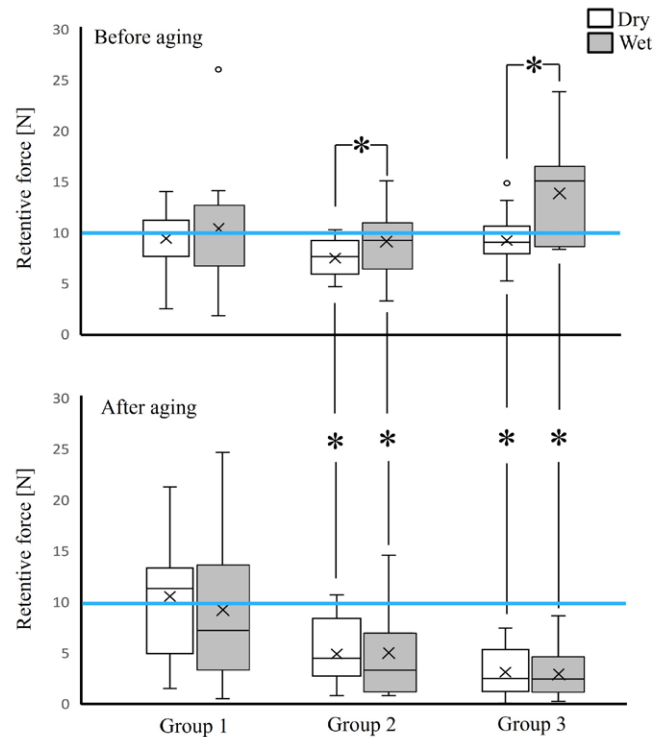 Dry
Wet
Before aging
Retentive force [N]
30
25
20
15
10
5
0
*
*
After aging
Retentive force [N]
30
25
20
15
10
5
0
* * * *
Group 1 Group 2 Group 3